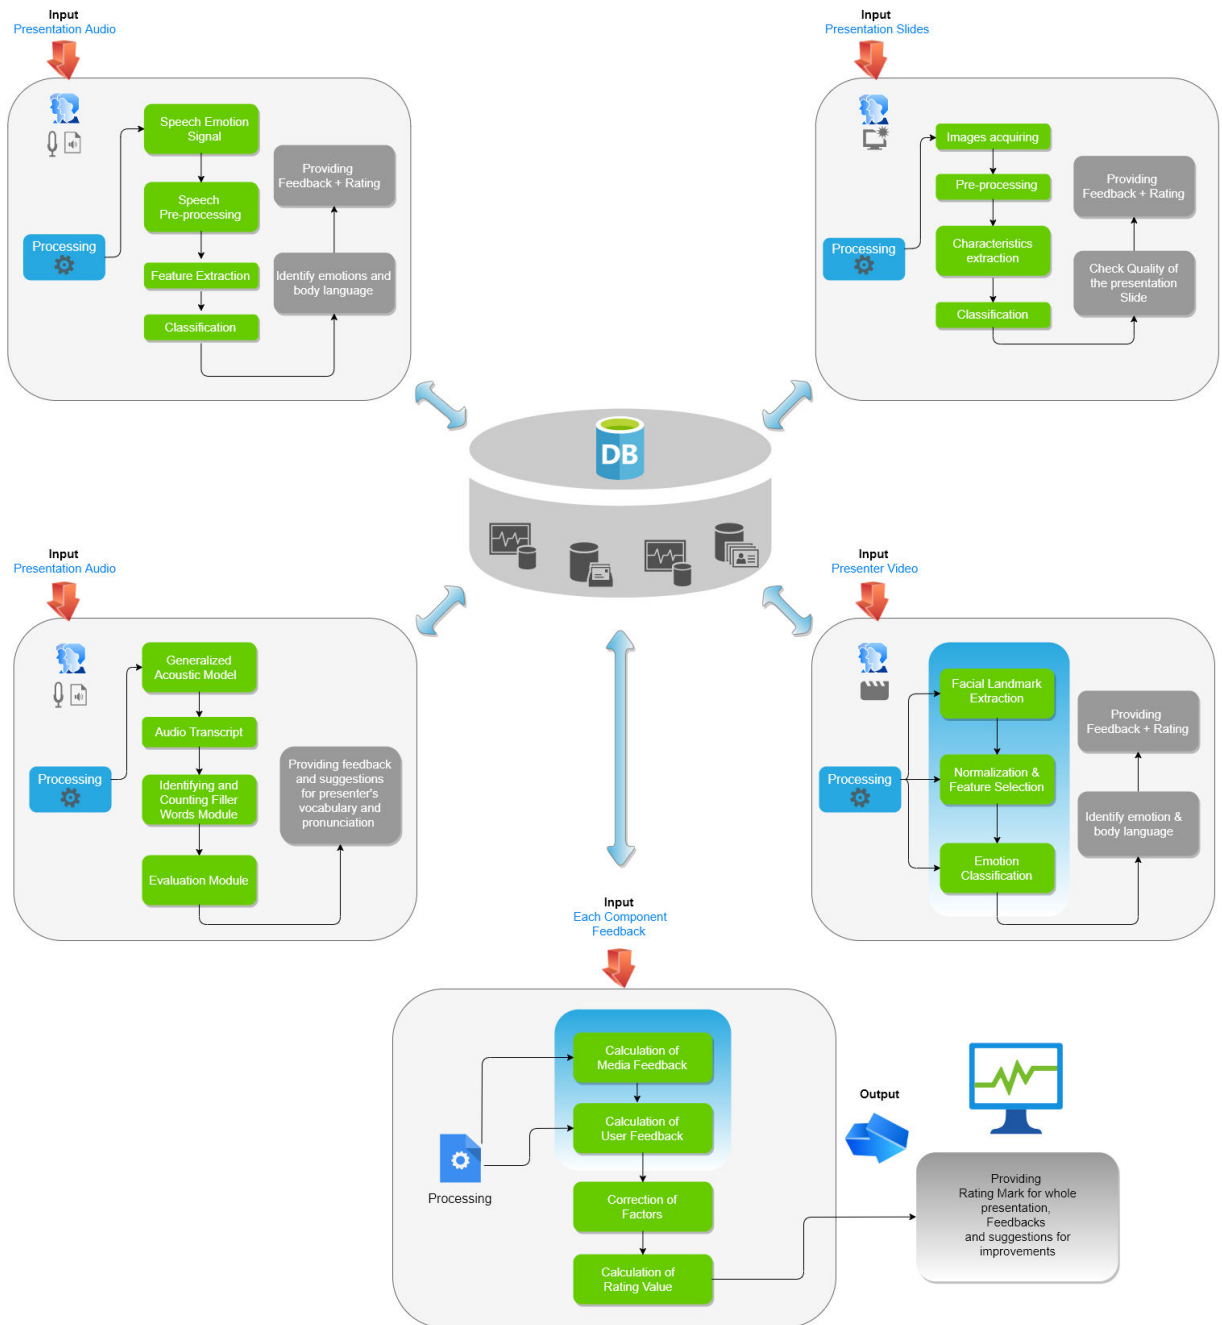 Input
Presentation Audio
Speech Emotion
Signal
Speech
Pre-processing
Feature Extraction
Classification
Processing
Providing
Feedback + Rating
Identify emotions and
body language
Input
Presentation Slides
Images acquiring
Pre-processing
Characteristics
extraction
Classification
Processing
Providing
Feedback + Rating
Check Quality of
the presentation
Slide
DB
Input
Presentation Audio
Generalized
Acoustic Model
Audio Transcript
Identifying and
Counting Filler
Words Module
Evaluation Module
Processing
Providing feedback
and suggestions
for presenter's
vocabulary and
pronunciation
Input
Presenter Video
Facial Landmark
Extraction
Normalization &
Feature Selection
Emotion
Classification
Processing
Providing
Feedback + Rating
Identify emotion &
body language
Input
Each Component
Feedback
Calculation of
Media Feedback
Calculation of
User Feedback
Correction of
Factors
Calculation of
Rating Value
Processing
Output
Providing
Rating Mark for whole
presentation,
Feedbacks
and suggestions for
improvements